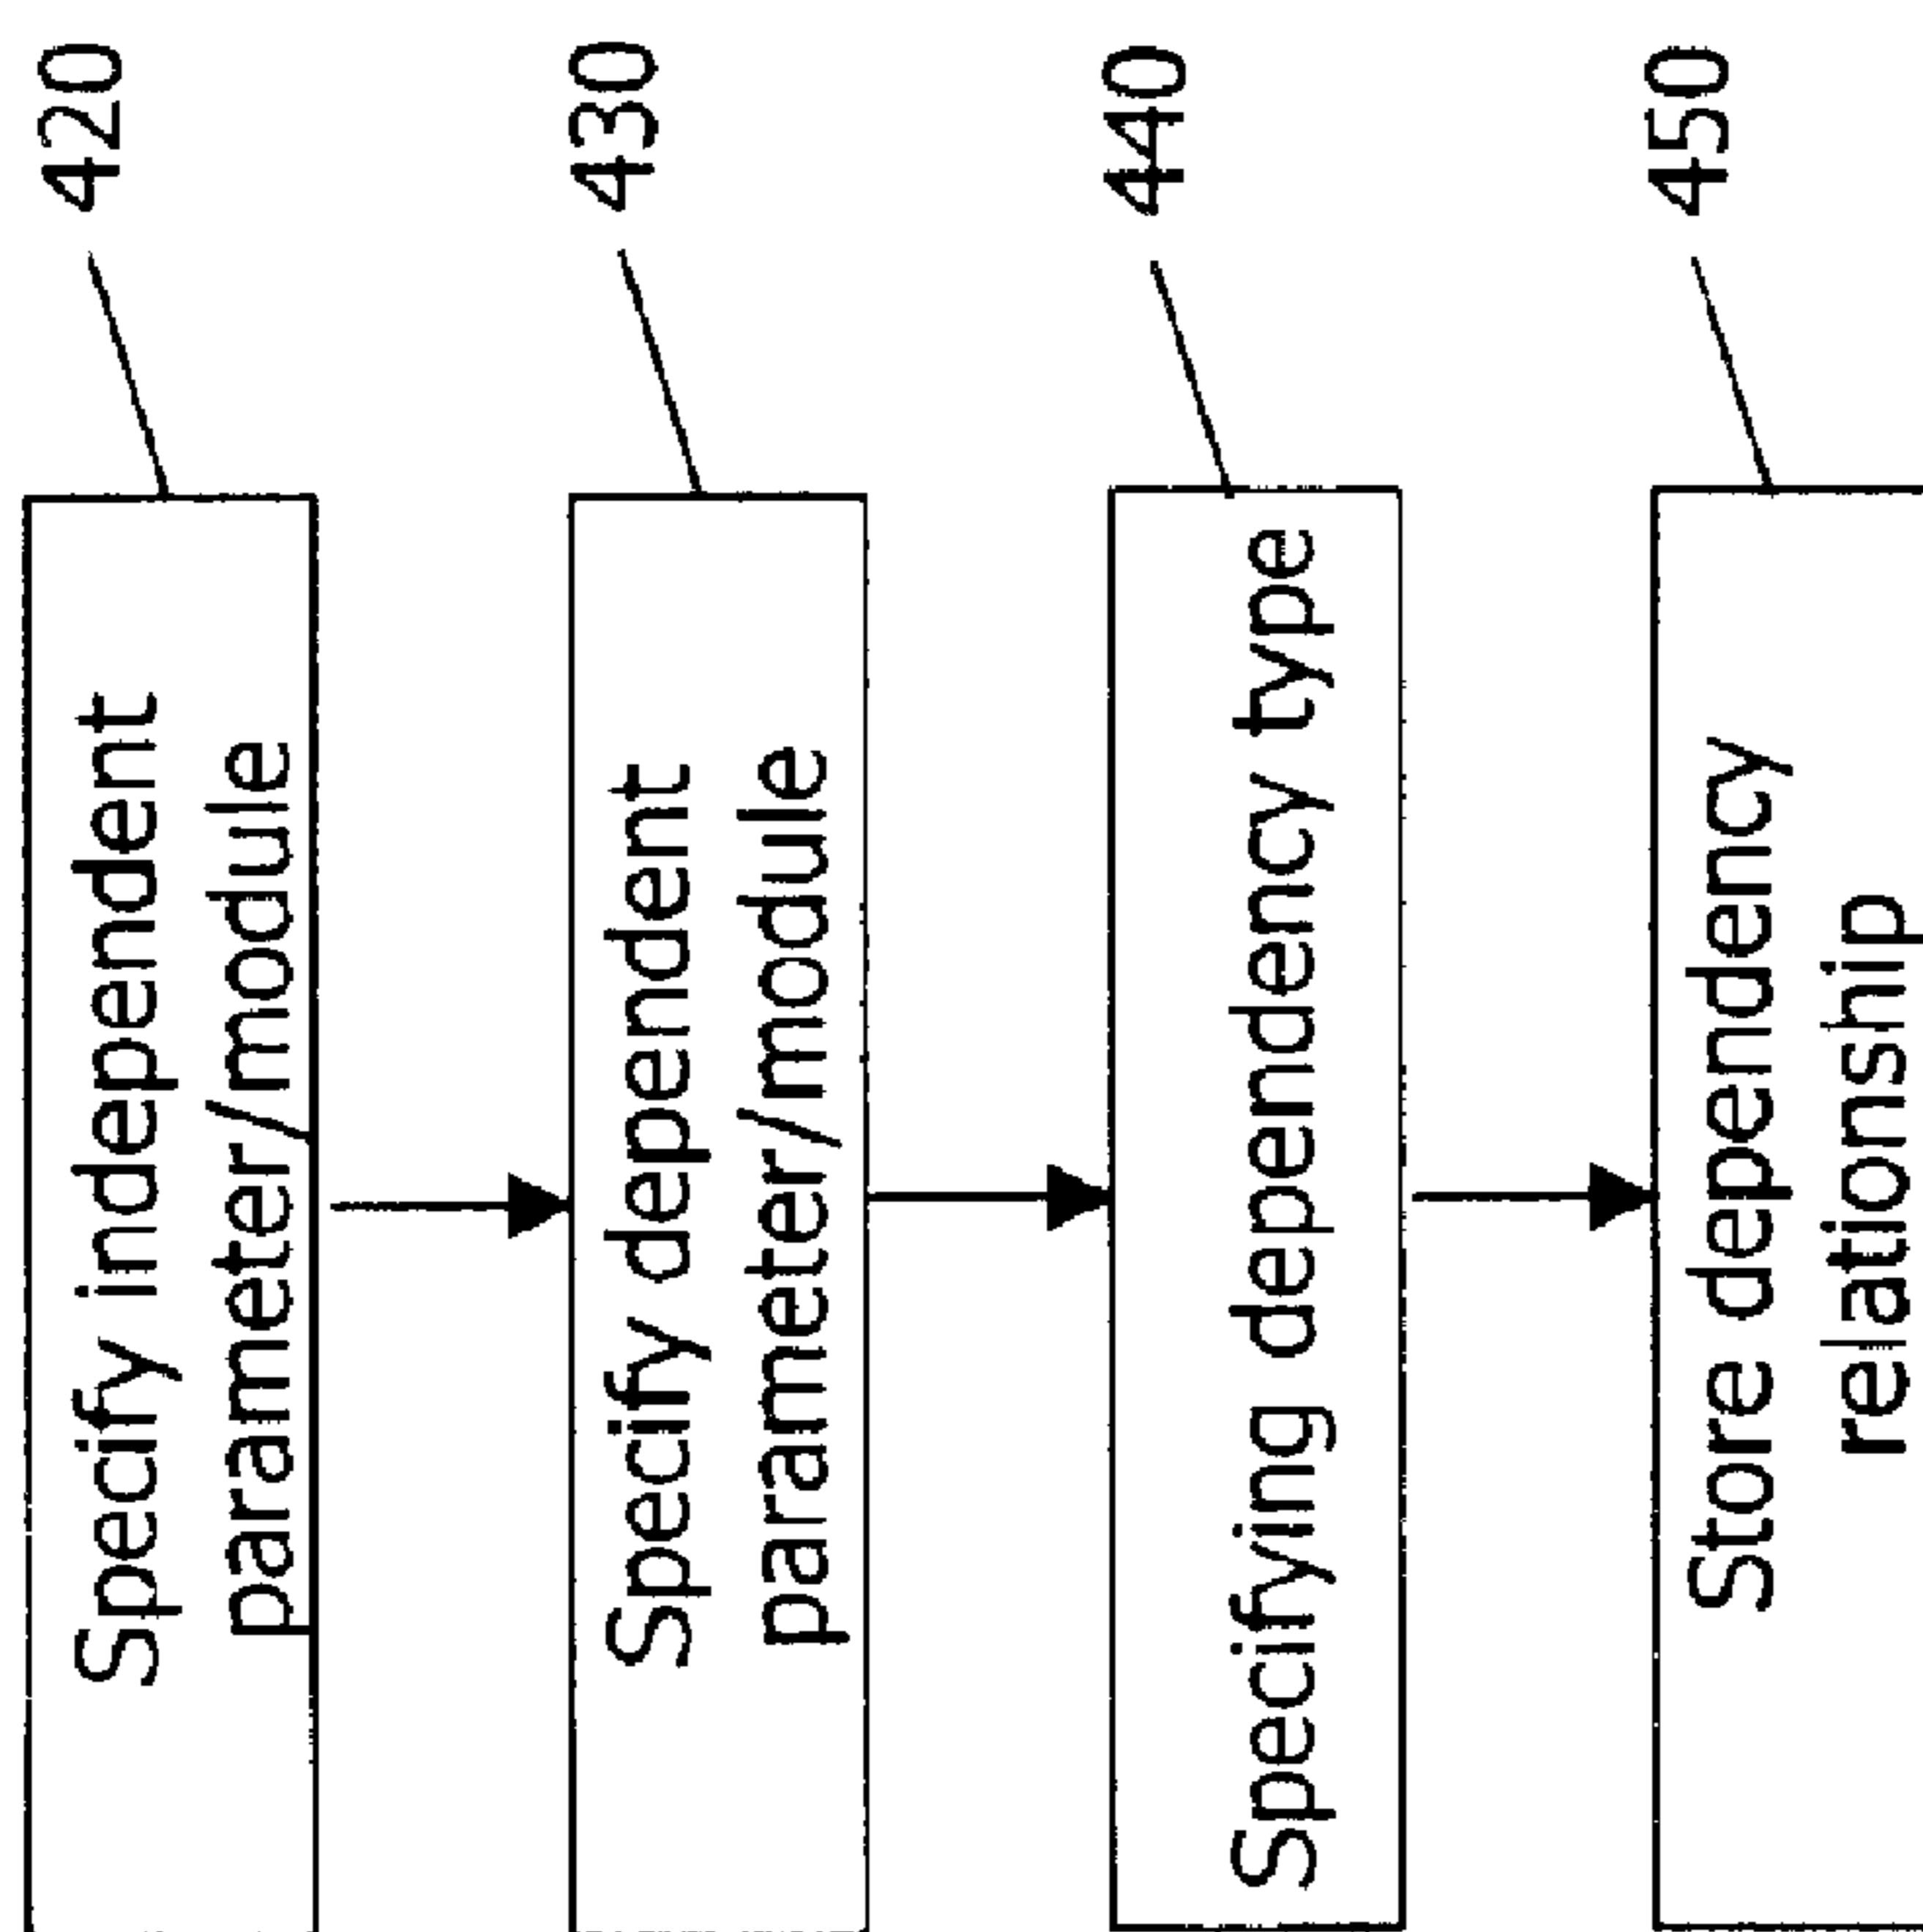 Specify independent
parameter/module
420
Specify dependent
parameter/module
430
Specifying dependency type
440
Store dependency
relationship
450